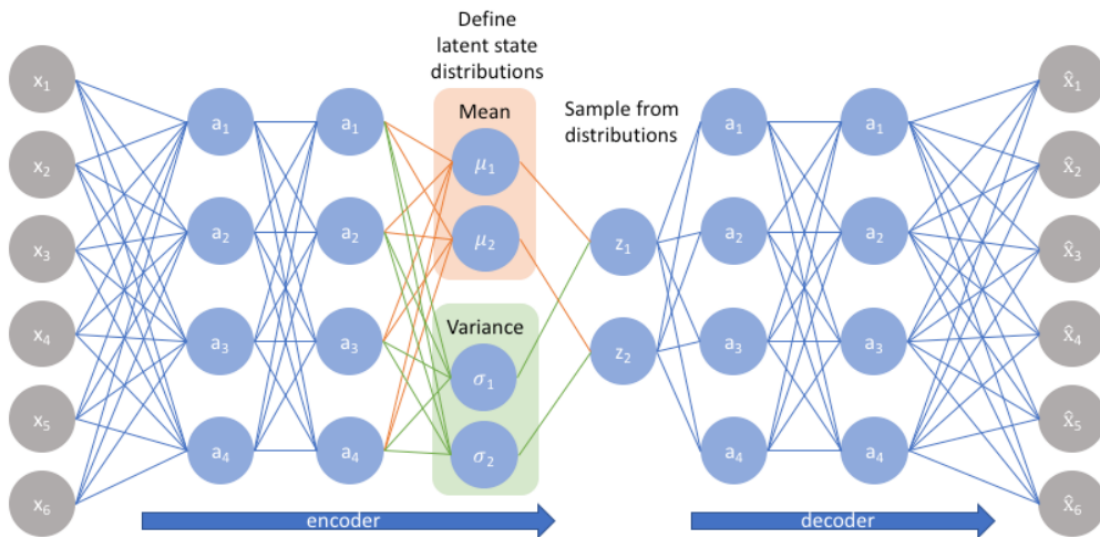 Define
latent state
distributions
Mean
Sample from
distributions
Variance
x₁
x₂
x₃
x₄
x₅
x₆
a₁
a₂
a₃
a₄
a₁
a₂
a₃
a₄
μ₁
μ₂
σ₁
σ₂
z₁
z₂
a₁
a₂
a₃
a₄
a₁
a₂
a₃
a₄
x̂₁
x̂₂
x̂₃
x̂₄
x̂₅
x̂₆
encoder
decoder